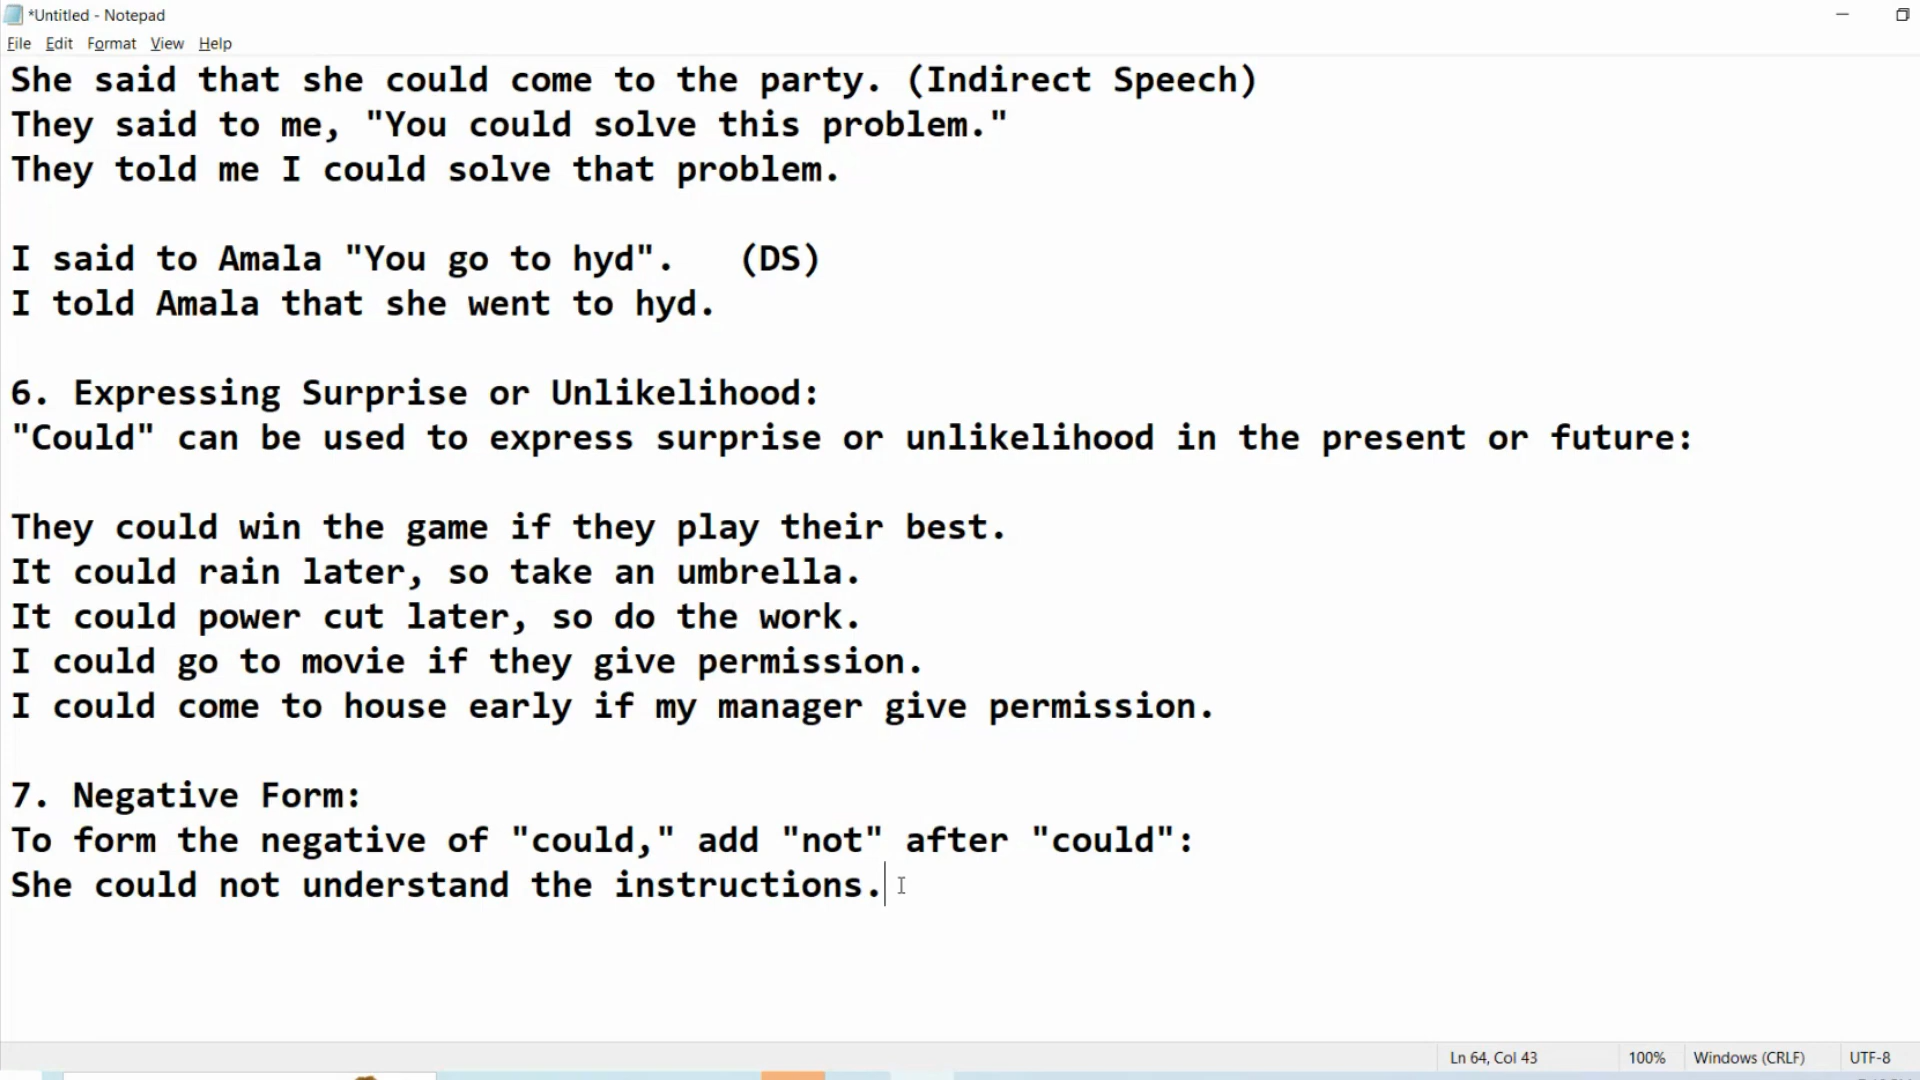 *Untitled - Notepad
File Edit Format View Help
She said that she could come to the party. (Indirect Speech)
They said to me, "You could solve this problem."
They told me I could solve that problem.
I said to Amala "You go to hyd". (DS)
I told Amala that she went to hyd.
6. Expressing Surprise or Unlikelihood:
"Could" can be used to express surprise or unlikelihood in the present or future:
They could win the game if they play their best.
It could rain later, so take an umbrella.
It could power cut later, so do the work.
I could go to movie if they give permission.
I could come to house early if my manager give permission.
7. Negative Form:
To form the negative of "could," add "not" after "could":
She could not understand the instructions.
Ln 64, Col 43 100% Windows (CRLF) UTF-8